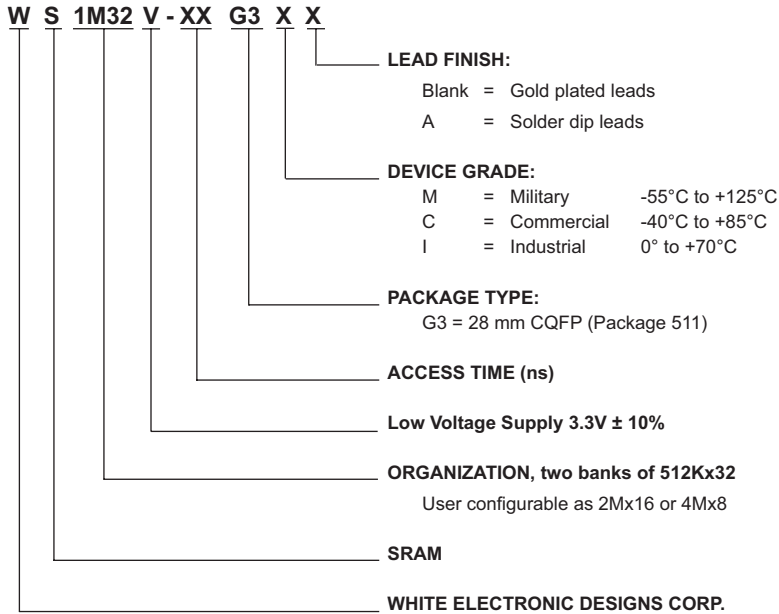 W S 1M32 V - XX G3 X X
LEAD FINISH:
Blank = Gold plated leads
A = Solder dip leads
DEVICE GRADE:
M = Military -55°C to +125°C
C = Commercial -40°C to +85°C
I = Industrial 0° to +70°C
PACKAGE TYPE:
G3 = 28 mm CQFP (Package 511)
ACCESS TIME (ns)
Low Voltage Supply 3.3V ± 10%
ORGANIZATION, two banks of 512Kx32
User configurable as 2Mx16 or 4Mx8
SRAM
WHITE ELECTRONIC DESIGNS CORP.